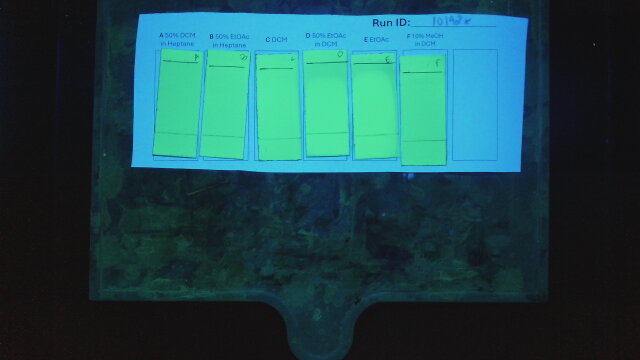 Run ID:
A 50% DCM in Heptane
B 50% EtOAc in Heptane
C DCM
D 50% EtOAc in DCM
E EtOAc
F 10% MeOH in DCM
A
B
C
D
E
F